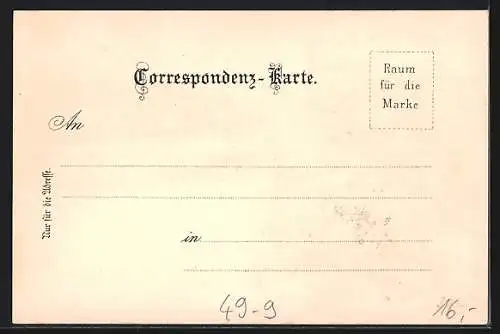 Correspondenz-Karte.
Raum
für die
Marke
An
Nur für die Adresse.
in
49-9
16,-